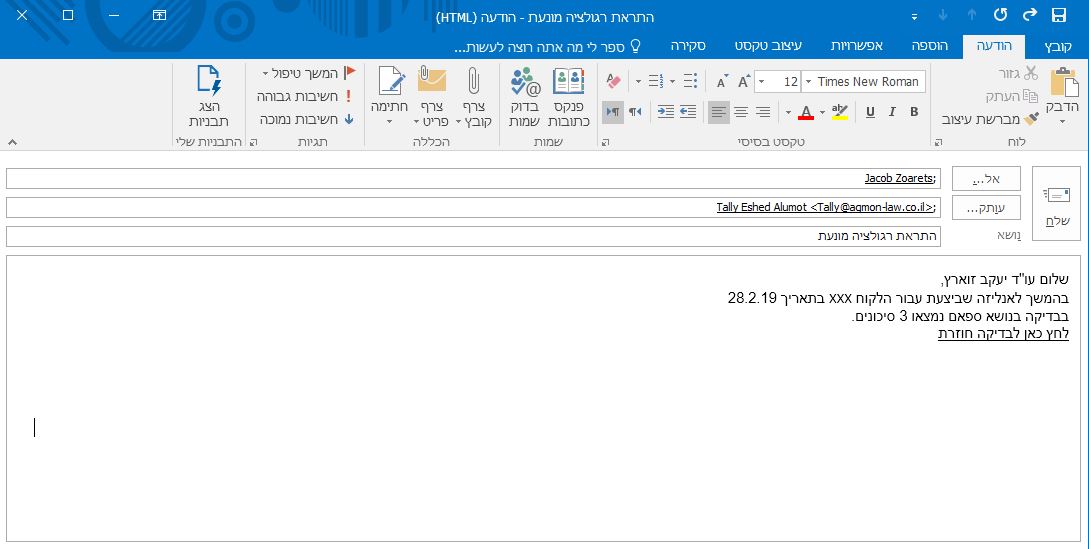 התראת רגולציה מונעת - הודעה (HTML)
קובץ
הודעה
הוספה
אפשרויות
עיצוב טקסט
סקירה
ספר לי מה אתה רוצה לעשות...
הדבק
גזור
העתק
מברשת עיצוב
לוח
Times New Roman
12
B I U
טקסט בסיסי
פנקס כתובות
בדוק שמות
שמות
צרף קובץ
צרף פריט
חתימה
הכללה
המשך טיפול
חשיבות גבוהה
חשיבות נמוכה
תגיות
הצג תבניות
התבניות שלי
שלח
אל...
Jacob Zoarets;
עותק...
Tally Eshed Alumot <Tally@agmon-law.co.il>;
נושא
התראת רגולציה מונעת
שלום עו"ד יעקב זוארץ,
בהמשך לאנליזה שביצעת עבור הלקוח XXX בתאריך 28.2.19
בבדיקה בנושא ספאם נמצאו 3 סיכונים.
לחץ כאן לבדיקה חוזרת